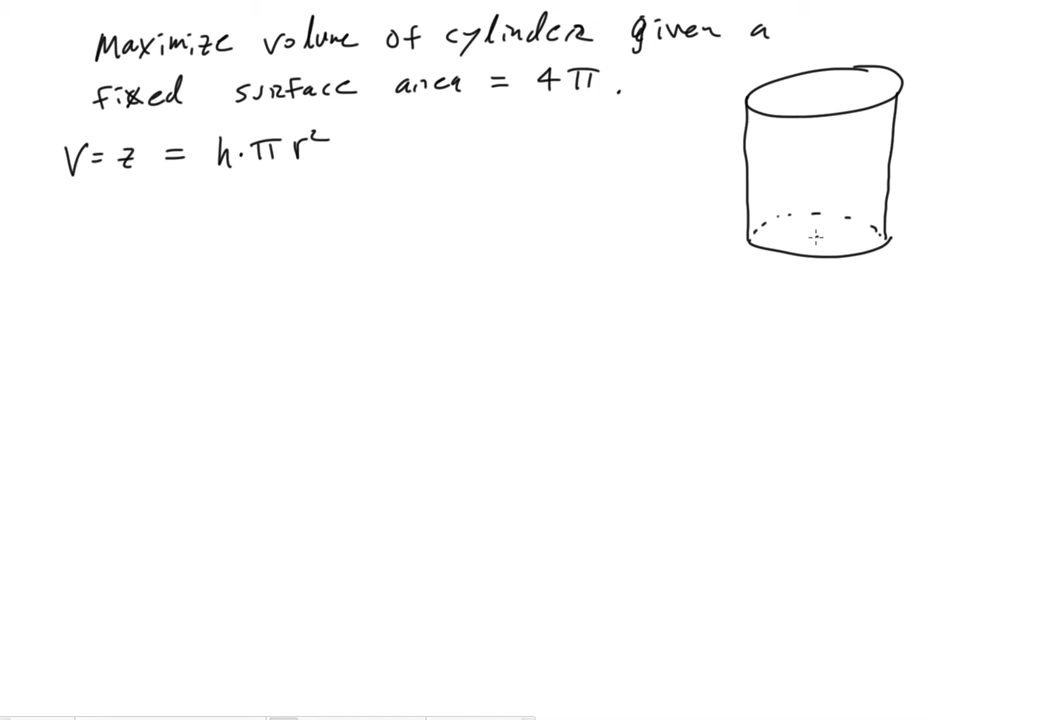 Maximize volume of cylinder given a
fixed surface area = 4π.
V = z = h·πr²